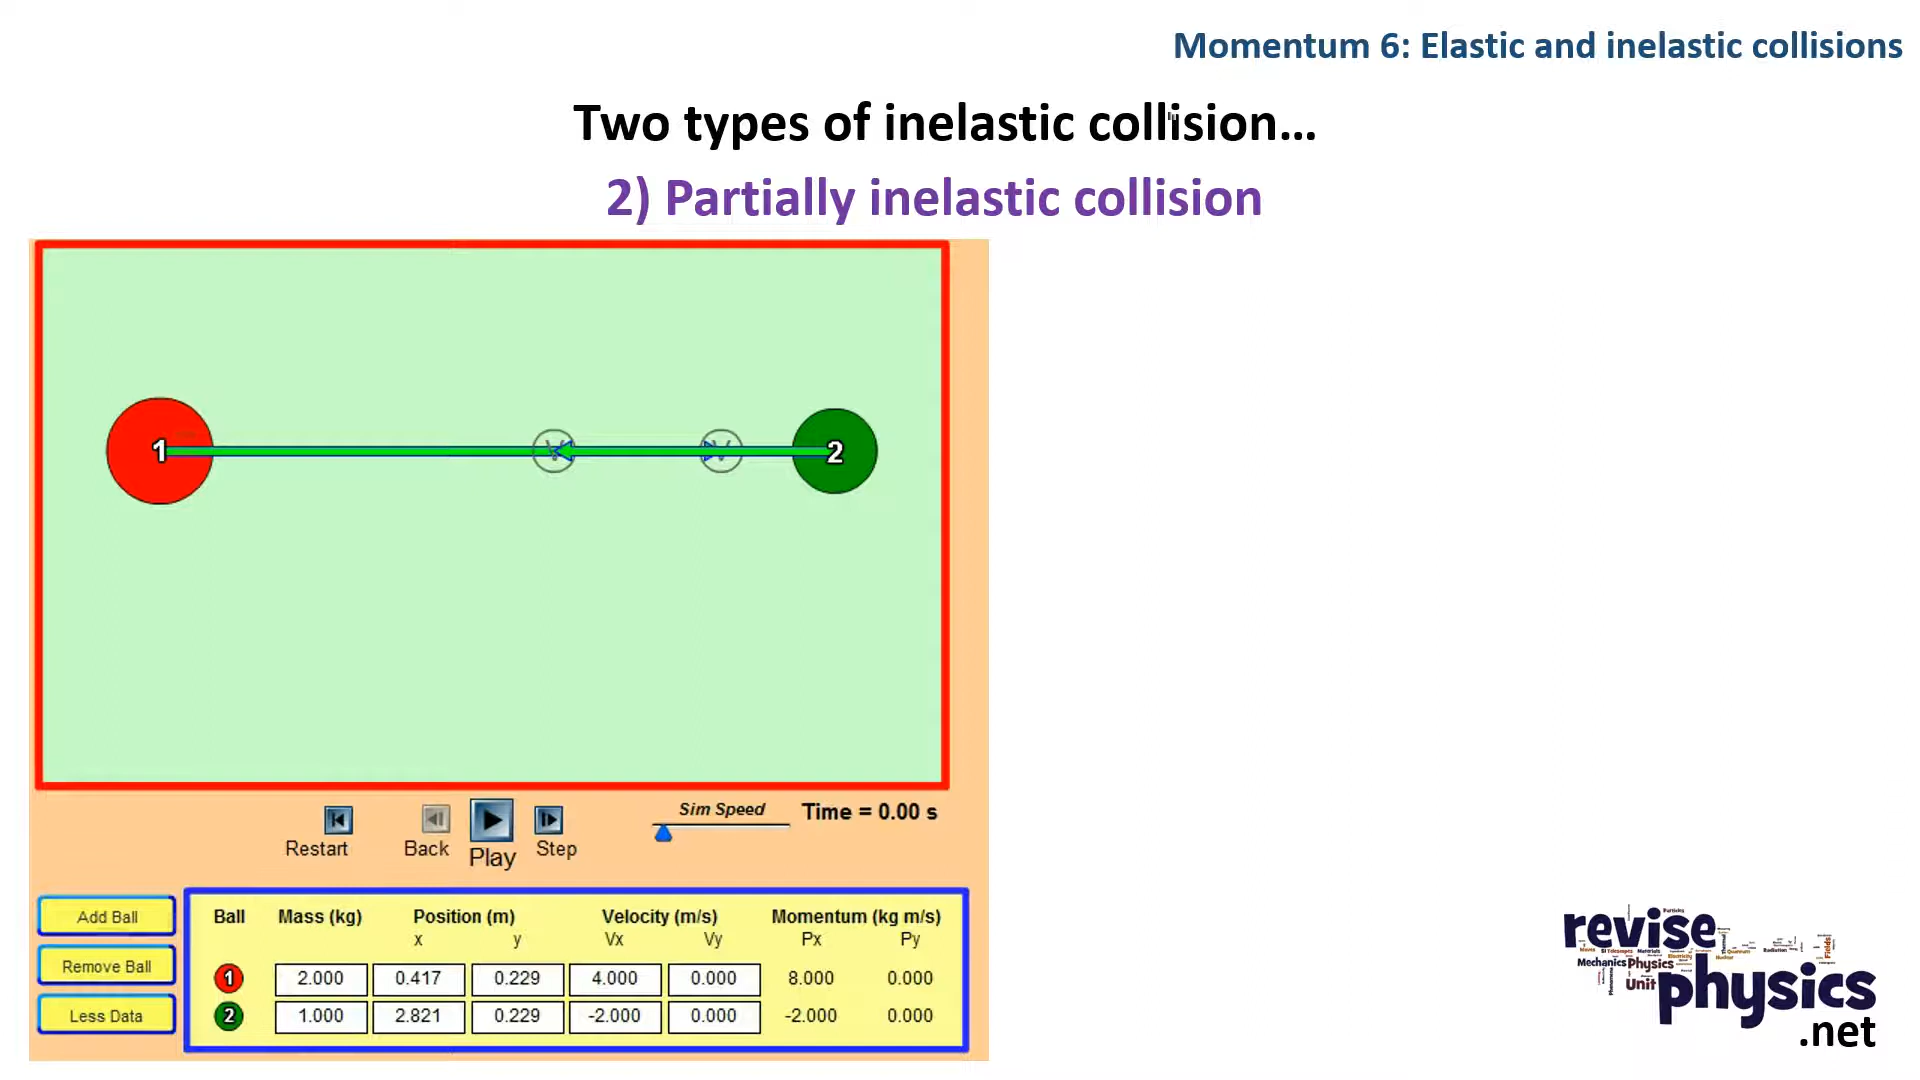 Momentum 6: Elastic and inelastic collisions
Two types of inelastic collision...
2) Partially inelastic collision
1
V
V
2
Sim Speed
Time = 0.00 s
Restart
Back
Play
Step
Add Ball
Remove Ball
Less Data
Ball Mass (kg) Position (m) Velocity (m/s) Momentum (kg m/s)
x y Vx Vy Px Py
1 2.000 0.417 0.229 4.000 0.000 8.000 0.000
2 1.000 2.821 0.229 -2.000 0.000 -2.000 0.000
revise
Mechanics Physics
Unit physics
.net